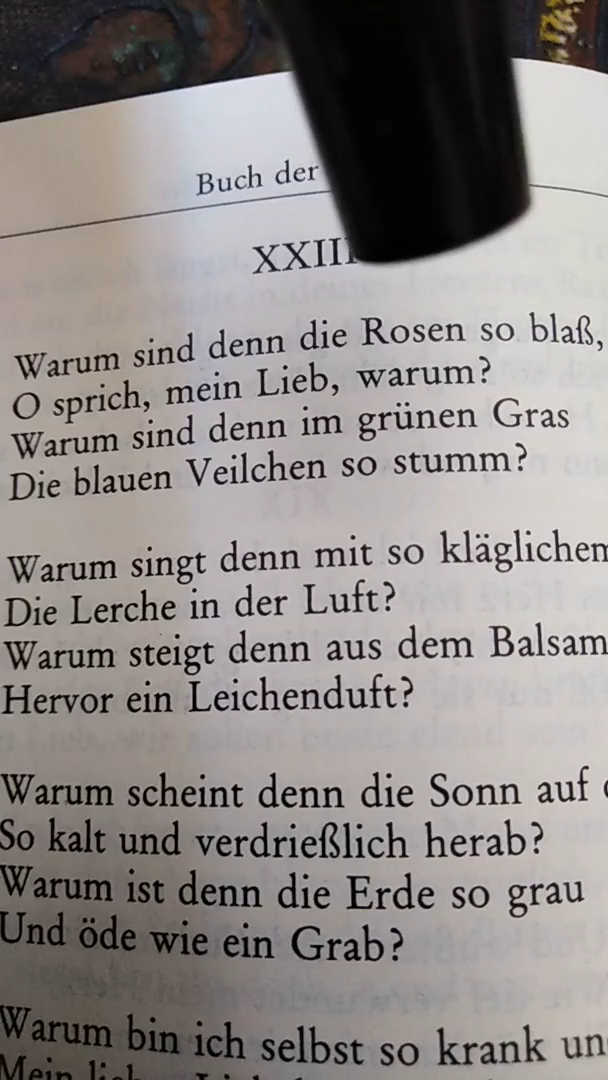 Buch der
XXIII
Warum sind denn die Rosen so blaß,
O sprich, mein Lieb, warum?
Warum sind denn im grünen Gras
Die blauen Veilchen so stumm?
Warum singt denn mit so kläglichem
Die Lerche in der Luft?
Warum steigt denn aus dem Balsam
Hervor ein Leichenduft?
Warum scheint denn die Sonn auf
So kalt und verdrießlich herab?
Warum ist denn die Erde so grau
Und öde wie ein Grab?
Warum bin ich selbst so krank un
Mein